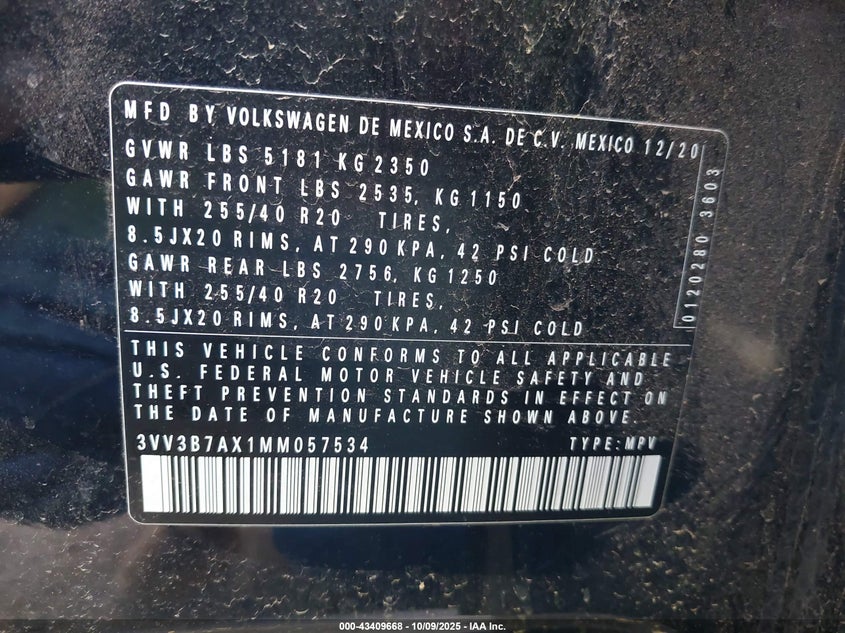 MFD BY VOLKSWAGEN DE MEXICO S.A. DE C.V. MEXICO 12/20
GVWR LBS 5181 KG 2350
GAWR FRONT LBS 2535, KG 1150
WITH 255/40 R20 TIRES,
8.5JX20 RIMS, AT 290 KPA, 42 PSI COLD
GAWR REAR LBS 2756, KG 1250
WITH 255/40 R20 TIRES,
8.5JX20 RIMS, AT 290 KPA, 42 PSI COLD
0120280 3603
THIS VEHICLE CONFORMS TO ALL APPLICABLE
U.S. FEDERAL MOTOR VEHICLE SAFETY AND
THEFT PREVENTION STANDARDS IN EFFECT ON
THE DATE OF MANUFACTURE SHOWN ABOVE.
3VV3B7AX1MM057534 TYPE: MPV
000-43409668 - 10/09/2025 - IAA Inc.